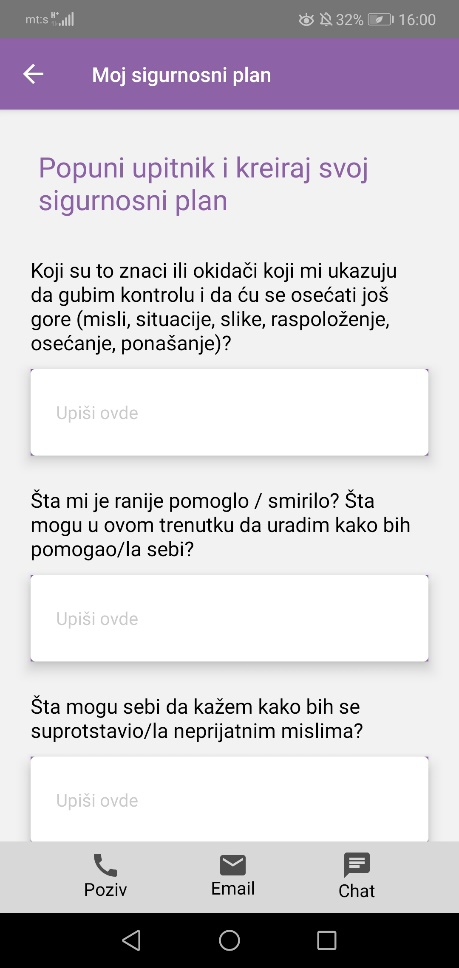 mt:s H+ 32% 16:00
Moj sigurnosni plan
Popuni upitnik i kreiraj svoj
sigurnosni plan
Koji su to znaci ili okidači koji mi ukazuju
da gubim kontrolu i da ću se osećati još
gore (misli, situacije, slike, raspoloženje,
osećanje, ponašanje)?
Upiši ovde
Šta mi je ranije pomoglo / smirilo? Šta
mogu u ovom trenutku da uradim kako bih
pomogao/la sebi?
Upiši ovde
Šta mogu sebi da kažem kako bih se
suprotstavio/la neprijatnim mislima?
Upiši ovde
Poziv Email Chat